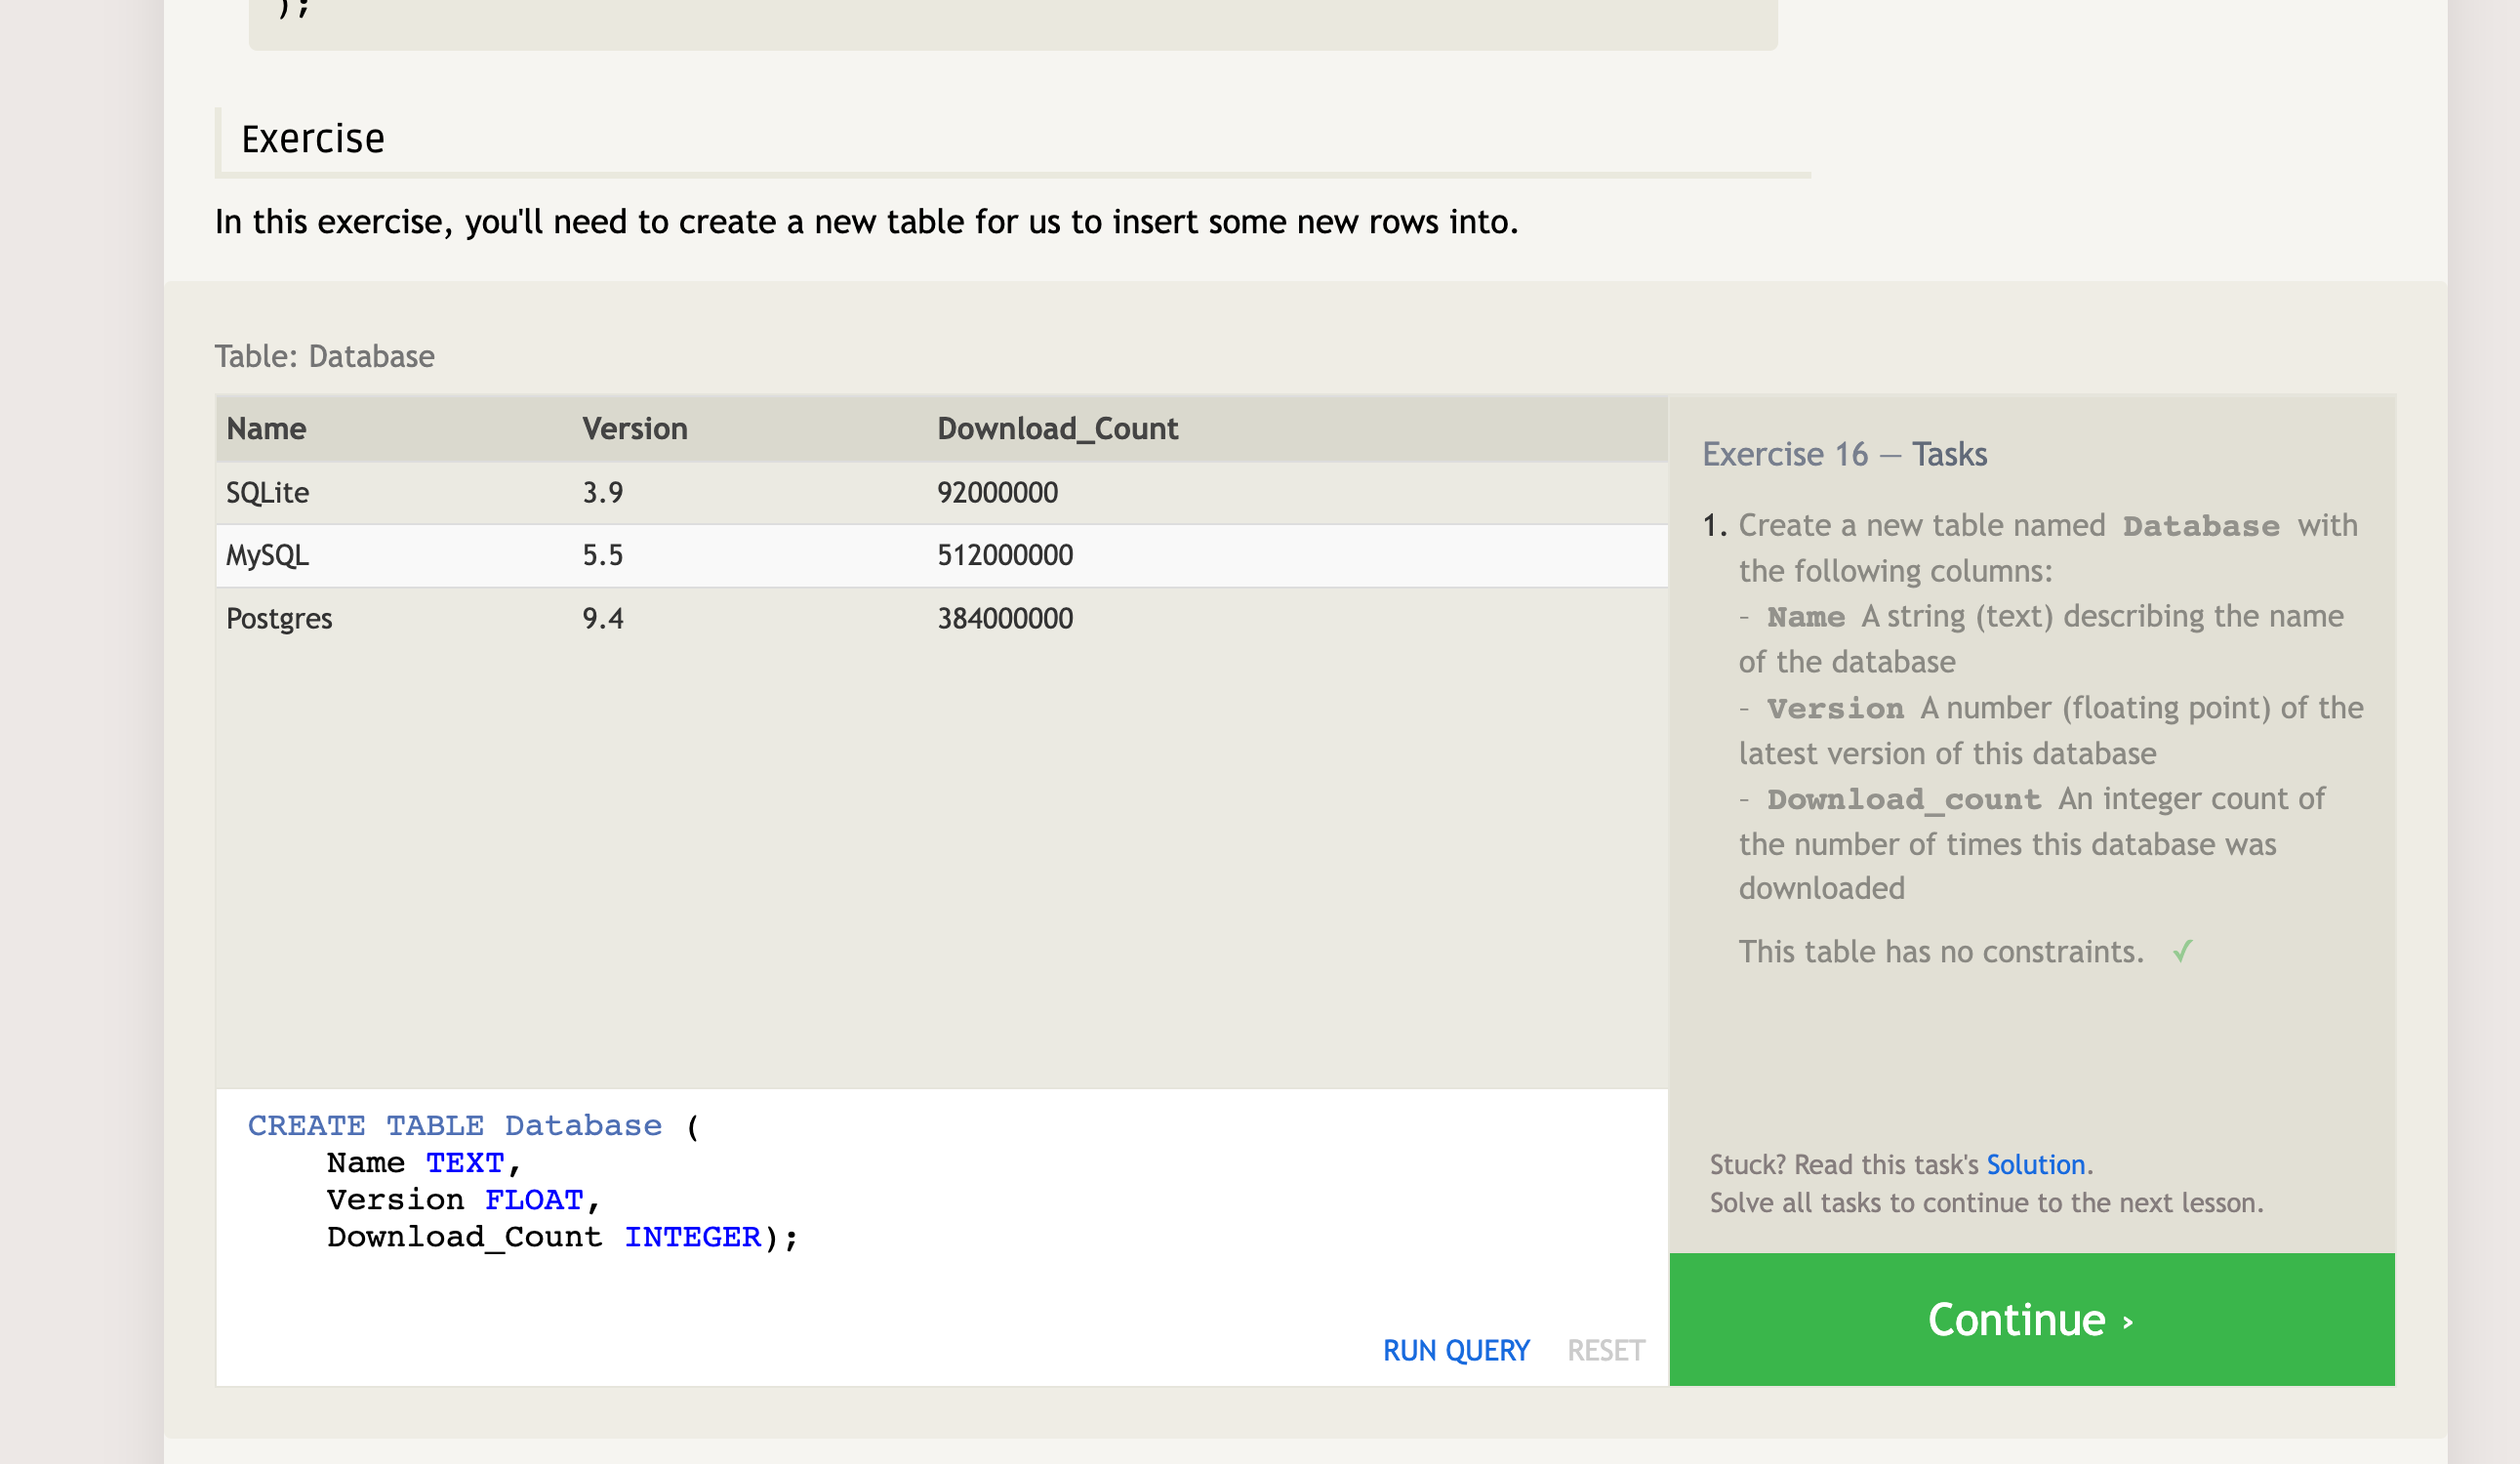 );
Exercise
In this exercise, you'll need to create a new table for us to insert some new rows into.
Table: Database
Name Version Download_Count
SQLite 3.9 92000000
MySQL 5.5 512000000
Postgres 9.4 384000000
CREATE TABLE Database (
    Name TEXT,
    Version FLOAT,
    Download_Count INTEGER);
RUN QUERY RESET
Exercise 16 — Tasks
1. Create a new table named Database with
the following columns:
– Name A string (text) describing the name
of the database
– Version A number (floating point) of the
latest version of this database
– Download_count An integer count of
the number of times this database was
downloaded
This table has no constraints. ✓
Stuck? Read this task's Solution.
Solve all tasks to continue to the next lesson.
Continue ›